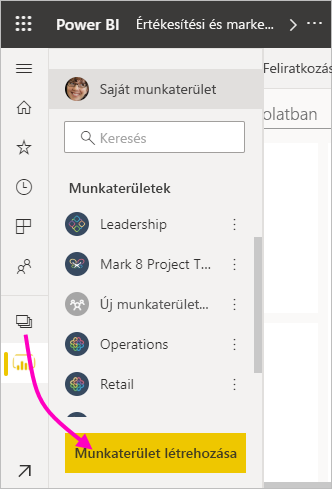 Power BI Értékesítési és marke...
Feliratkozás
Saját munkaterület
olatban
Keresés
Munkaterületek
Leadership
Mark 8 Project T...
Új munkaterület...
Operations
Retail
Munkaterület létrehozása